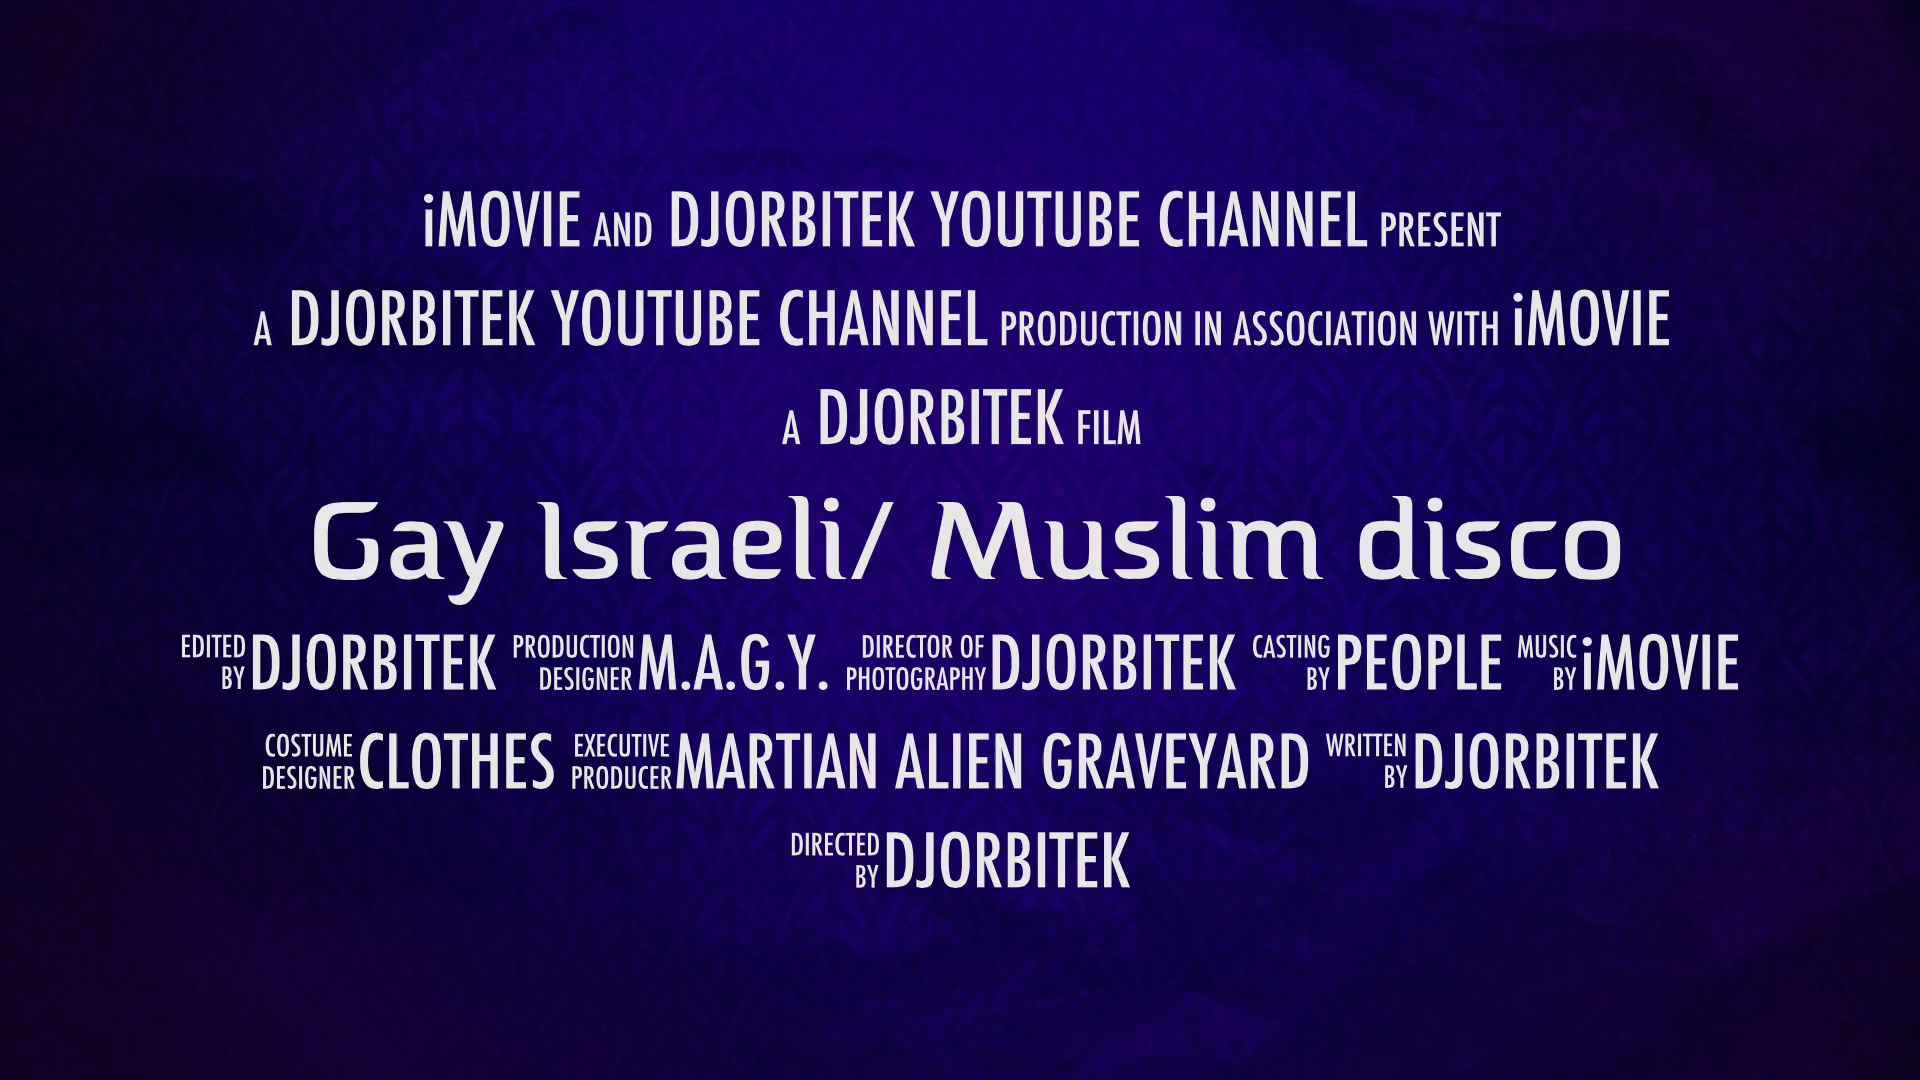 iMOVIE AND DJORBITEK YOUTUBE CHANNEL PRESENT
A DJORBITEK YOUTUBE CHANNEL PRODUCTION IN ASSOCIATION WITH iMOVIE
A DJORBITEK FILM
Gay Israeli/ Muslim disco
EDITED BY DJORBITEK PRODUCTION DESIGNER M.A.G.Y. DIRECTOR OF PHOTOGRAPHY DJORBITEK CASTING BY PEOPLE MUSIC BY iMOVIE
COSTUME DESIGNER CLOTHES EXECUTIVE PRODUCER MARTIAN ALIEN GRAVEYARD WRITTEN BY DJORBITEK
DIRECTED BY DJORBITEK